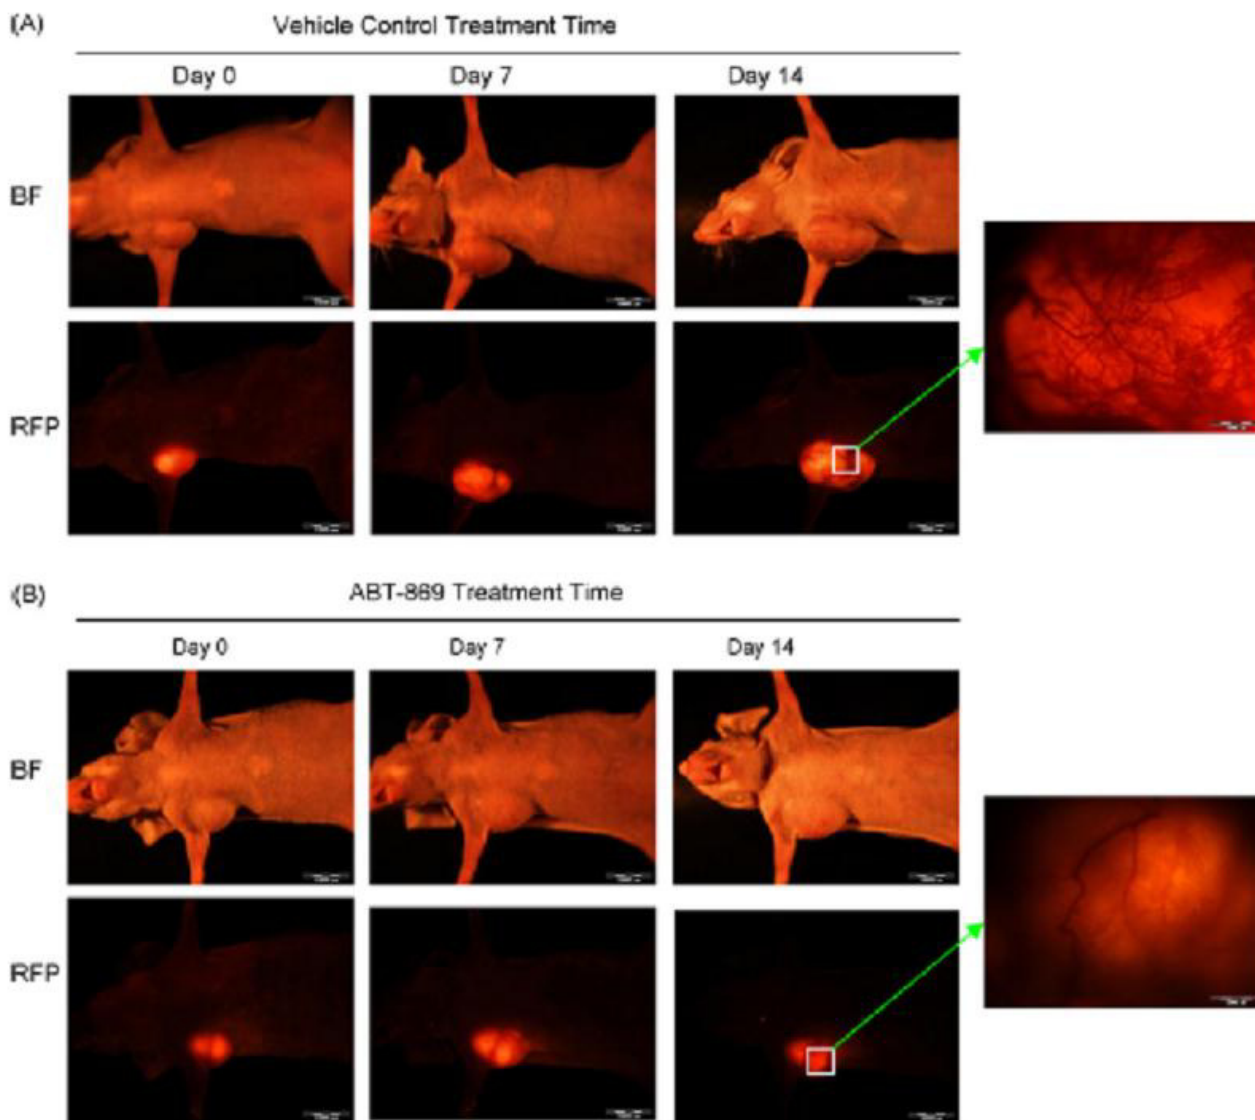 (A)
Vehicle Control Treatment Time
Day 0 Day 7 Day 14
BF
RFP
(B)
ABT-869 Treatment Time
Day 0 Day 7 Day 14
BF
RFP